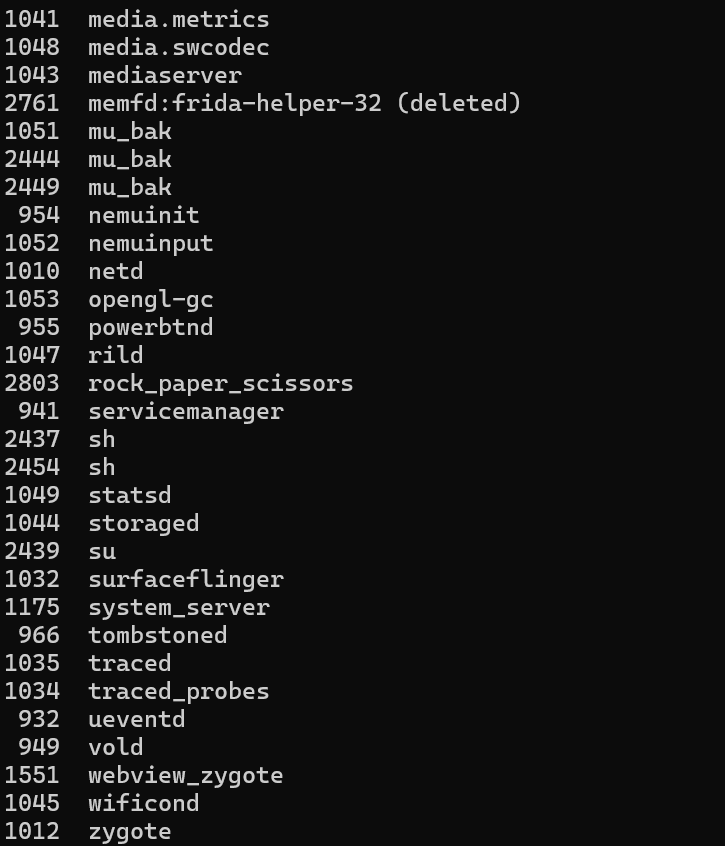 1041  media.metrics
1048  media.swcodec
1043  mediaserver
2761  memfd:frida-helper-32 (deleted)
1051  mu_bak
2444  mu_bak
2449  mu_bak
 954  nemuinit
1052  nemuinput
1010  netd
1053  opengl-gc
 955  powerbtnd
1047  rild
2803  rock_paper_scissors
 941  servicemanager
2437  sh
2454  sh
1049  statsd
1044  storaged
2439  su
1032  surfaceflinger
1175  system_server
 966  tombstoned
1035  traced
1034  traced_probes
 932  ueventd
 949  vold
1551  webview_zygote
1045  wificond
1012  zygote